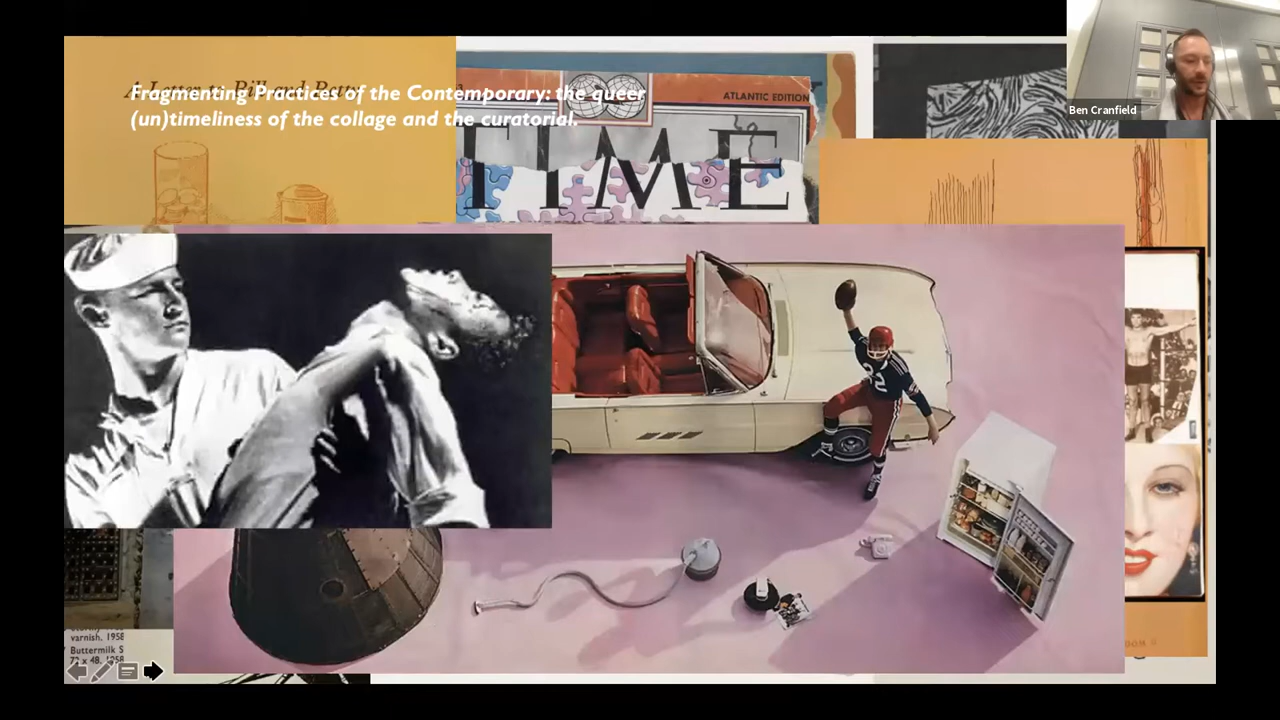 Fragmenting Practices of the Contemporary: the queer
(un)timeliness of the collage and the curatorial.
ATLANTIC EDITION
TIME
Ben Cranfield
22
varnish, 1958
Buttermilk S